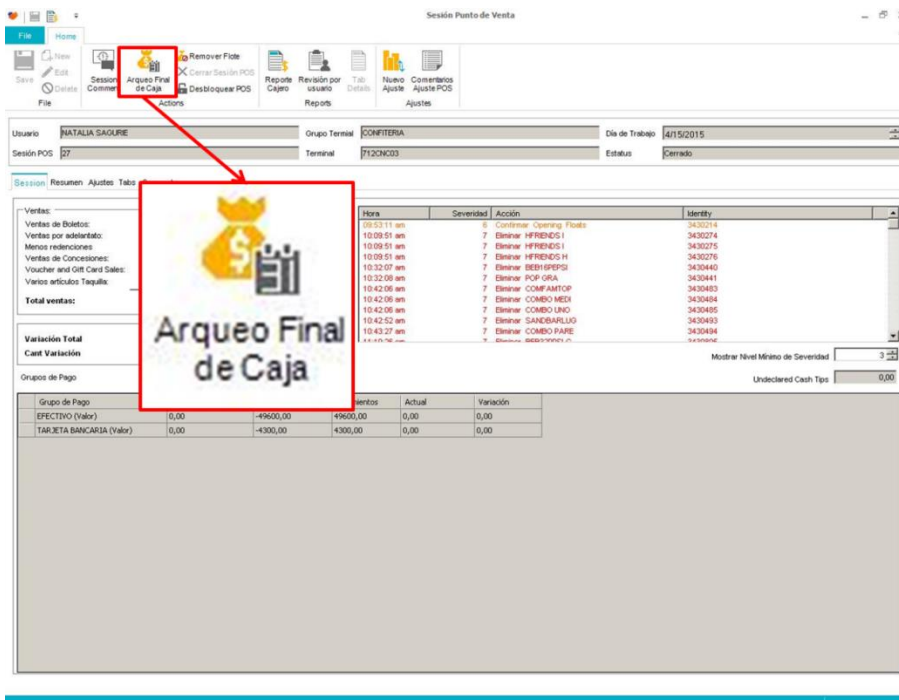 Sesión Punto de Venta
File Home
Save
New
Edit
Delete
File
Session
Commen
Arqueo Final
de Caja
Remover Flote
Cerrar Sesión POS
Desbloquear POS
Actions
Reporte
Cajero
Revisión por
usuario
Tab
Details
Reports
Nuevo
Ajuste
Comentarios
Ajuste POS
Ajustes
Usuario NATALIA SAGURIE Grupo Termial CONFITERIA Día de Trabajo 4/15/2015
Sesión POS 27 Terminal 712CNC03 Estatus Cerrado
Session Resumen Ajustes Tabs
Ventas:
Ventas de Boletos:
Ventas por adelantato:
Menos redenciones
Ventas de Concesiones:
Voucher and Gift Card Sales:
Varios artículos Taquilla:
Total ventas:
Variación Total
Cant Variación
Arqueo Final
de Caja
Hora Severidad Acción Identity
09:53:11 am 6 Confirmar Opening Floats 3430214
10:09:51 am 7 Eliminar HFRIENDS I 3430274
10:09:51 am 7 Eliminar HFRIENDS I 3430275
10:09:51 am 7 Eliminar HFRIENDS H 3430276
10:32:07 am 7 Eliminar BEB16PEPSI 3430440
10:32:08 am 7 Eliminar POP GRA 3430441
10:42:06 am 7 Eliminar COMFAMTOP 3430483
10:42:06 am 7 Eliminar COMBO MEDI 3430484
10:42:06 am 7 Eliminar COMBO UNO 3430485
10:42:52 am 7 Eliminar SANDBARLUG 3430493
10:43:27 am 7 Eliminar COMBO PARE 3430494
Mostrar Nivel Mínimo de Severidad 3
Grupos de Pago Undeclared Cash Tips 0,00
Grupo de Pago Actual Variación
EFECTIVO (Valor) 0,00 -49600,00 49600,00 0,00 0,00
TARJETA BANCARIA (Valor) 0,00 -4300,00 4300,00 0,00 0,00